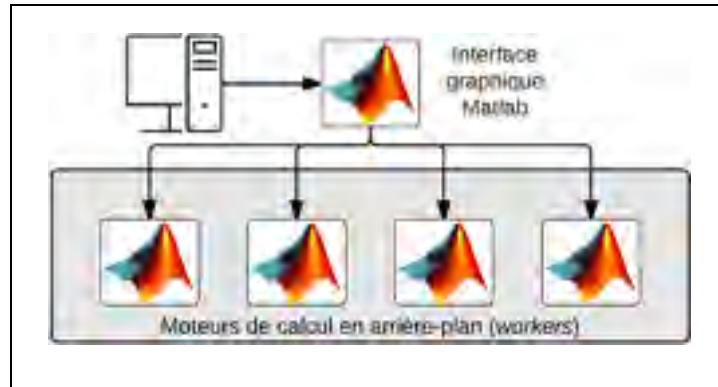 Interface
graphique
Matlab
Moteurs de calcul en arrière-plan (workers)